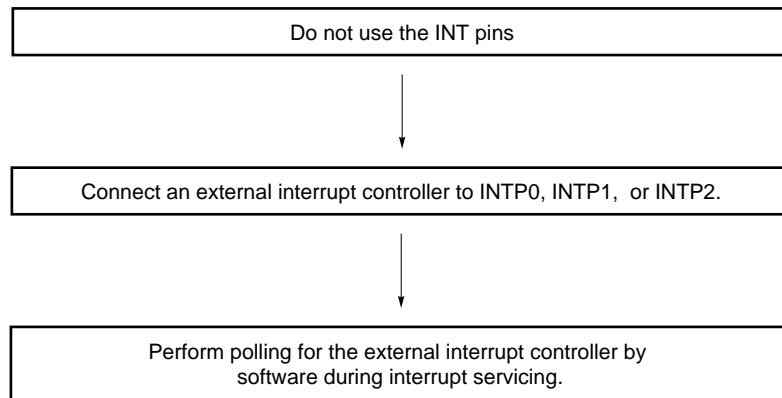 Do not use the INT pins
Connect an external interrupt controller to INTP0, INTP1,  or INTP2.
Perform polling for the external interrupt controller by
software during interrupt servicing.